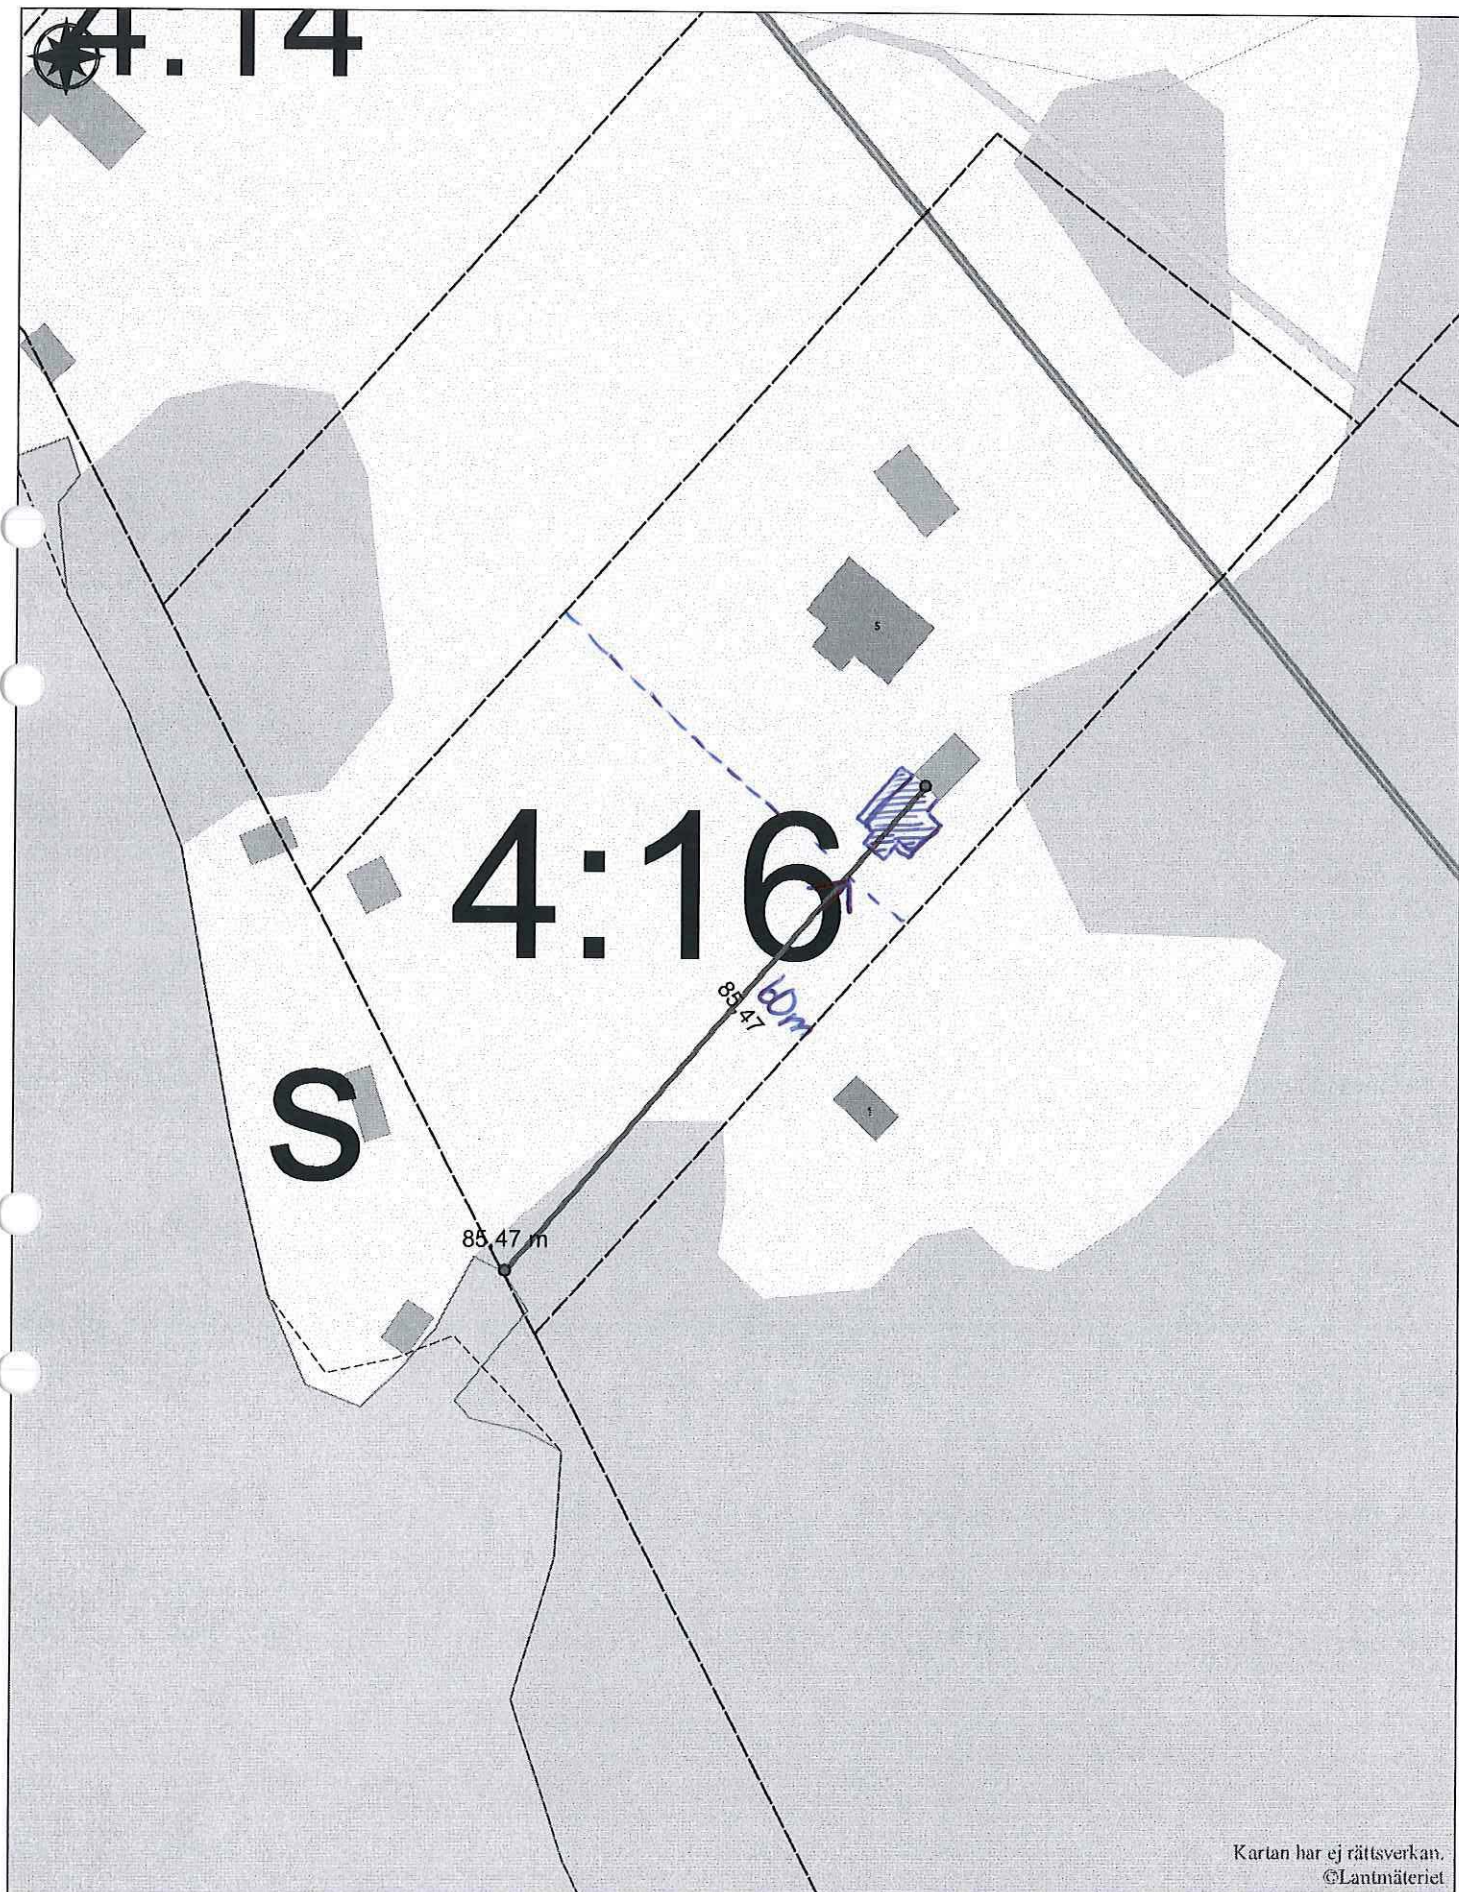 4:14
5
4:16
85,47
60m
1
S
85,47 m
Kartan har ej rättsverkan.
©Lantmäteriet